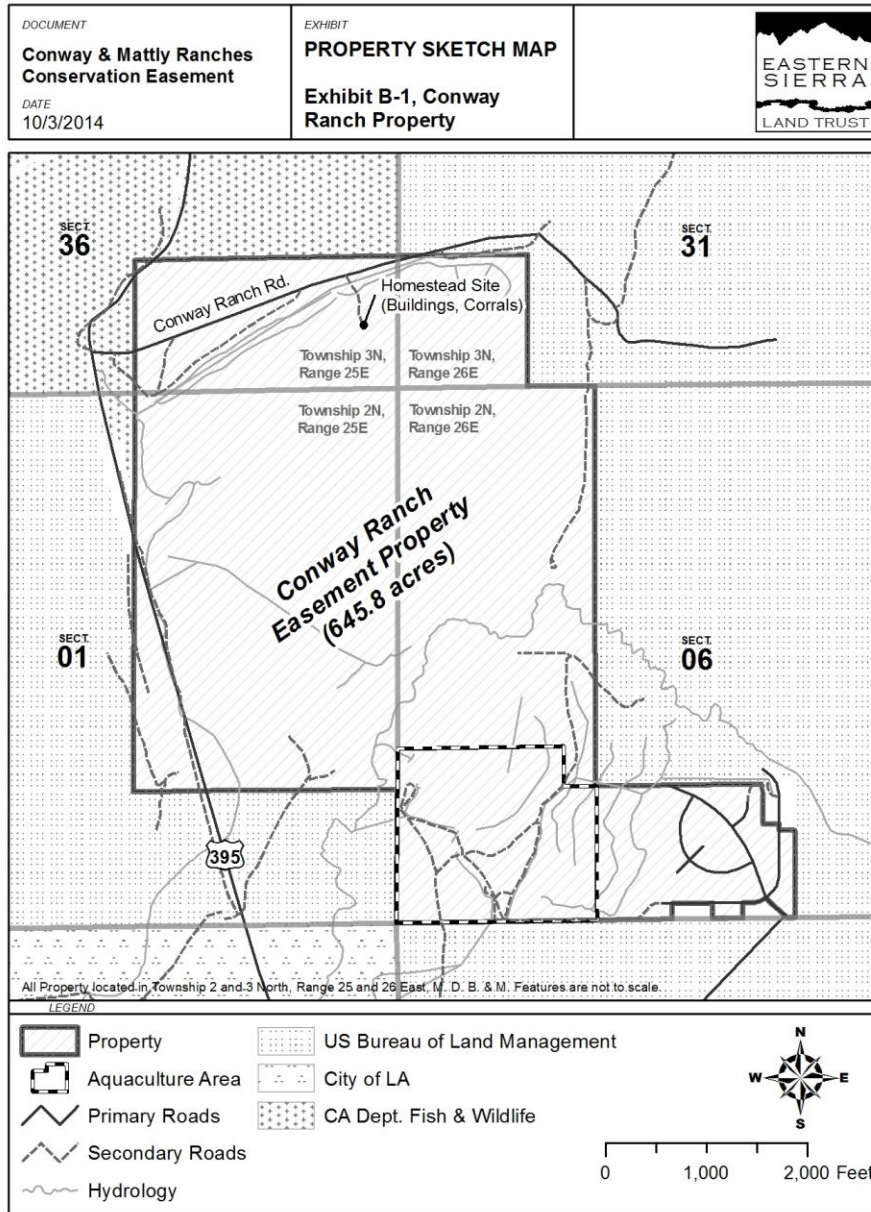 DOCUMENT
Conway & Mattly Ranches
Conservation Easement
DATE
10/3/2014
EXHIBIT
PROPERTY SKETCH MAP
Exhibit B-1, Conway
Ranch Property
EASTERN
SIERRA
LAND TRUST
SECT.
36
SECT.
31
Conway Ranch Rd.
Homestead Site
(Buildings, Corrals)
Township 3N,
Range 25E
Township 3N,
Range 26E
Township 2N,
Range 25E
Township 2N,
Range 26E
Conway Ranch
Easement Property
(645.8 acres)
SECT.
01
SECT.
06
395
All Property located in Township 2 and 3 North, Range 25 and 26 East, M. D. B. & M. Features are not to scale.
LEGEND
Property
Aquaculture Area
Primary Roads
Secondary Roads
Hydrology
US Bureau of Land Management
City of LA
CA Dept. Fish & Wildlife
N
W
E
S
0 1,000 2,000 Feet